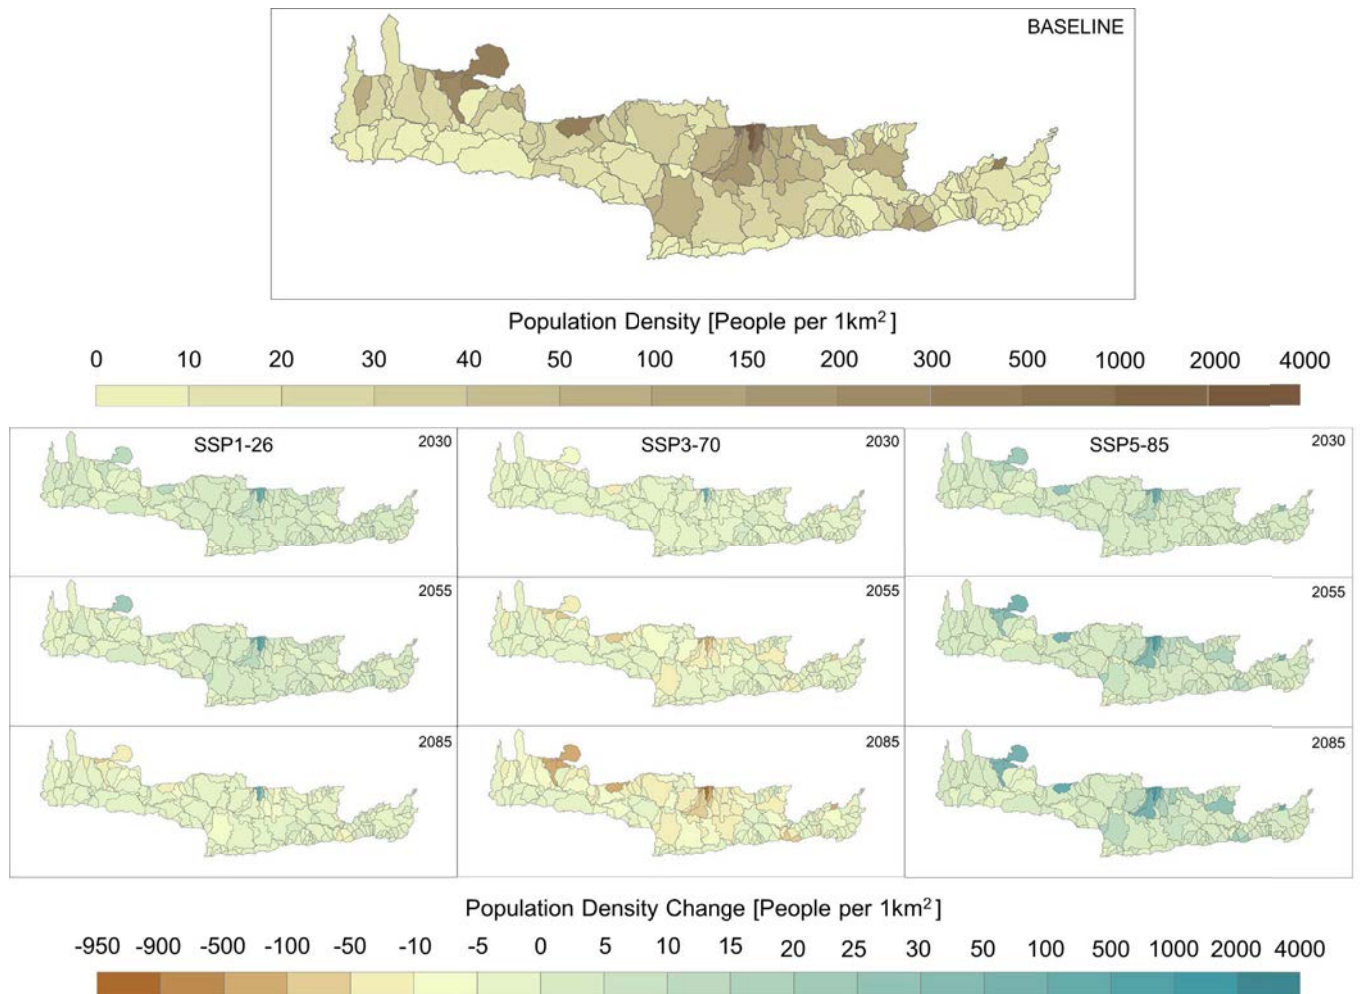 BASELINE
Population Density [People per 1km²]
0 10 20 30 40 50 100 150 200 300 500 1000 2000 4000
SSP1-26 2030 SSP3-70 2030 SSP5-85 2030
2055 2055 2055
2085 2085 2085
Population Density Change [People per 1km²]
-950 -900 -500 -100 -50 -10 -5 0 5 10 15 20 25 30 50 100 500 1000 2000 4000